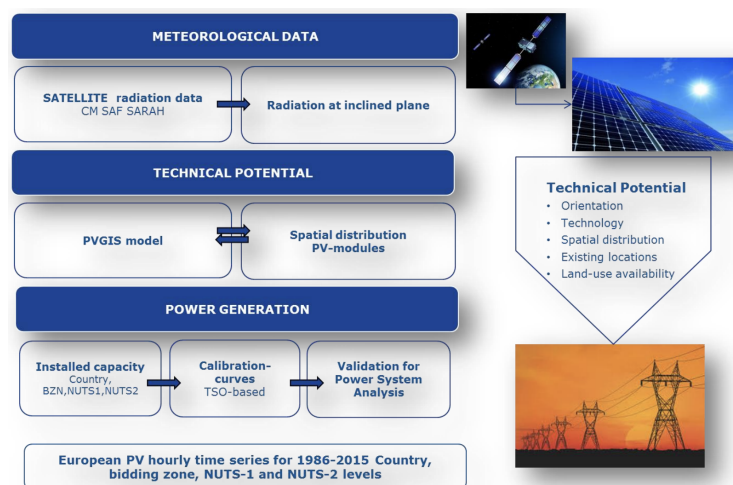 METEOROLOGICAL DATA
SATELLITE radiation data
CM SAF SARAH
Radiation at inclined plane
TECHNICAL POTENTIAL
PVGIS model
Spatial distribution
PV-modules
POWER GENERATION
Installed capacity
Country,
BZN,NUTS1,NUTS2
Calibration-
curves
TSO-based
Validation for
Power System
Analysis
European PV hourly time series for 1986-2015 Country,
bidding zone, NUTS-1 and NUTS-2 levels
Technical Potential
• Orientation
• Technology
• Spatial distribution
• Existing locations
• Land-use availability